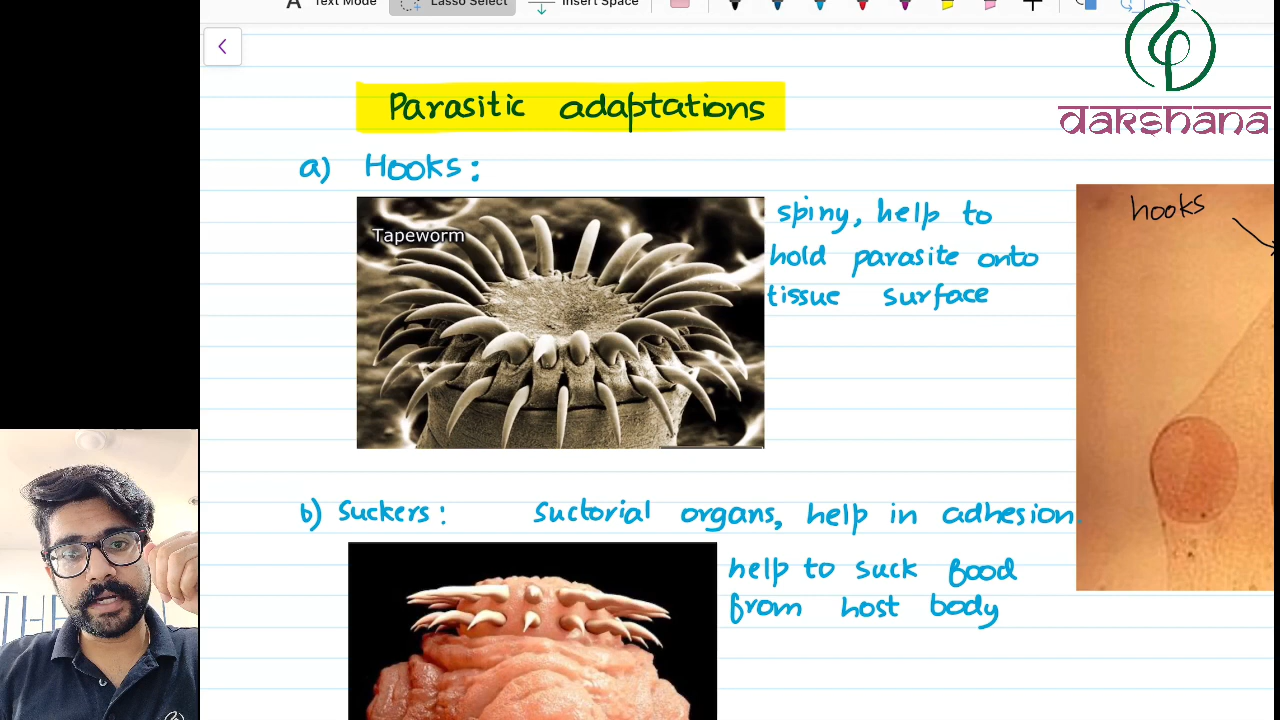 Text Mode
Lasso Select
Insert Space
dakshana
Parasitic adaptations
a) Hooks:
Tapeworm
spiny, help to
hold parasite onto
tissue surface
hooks
b) Suckers: Suctorial organs, help in adhesion.
help to suck food
from host body